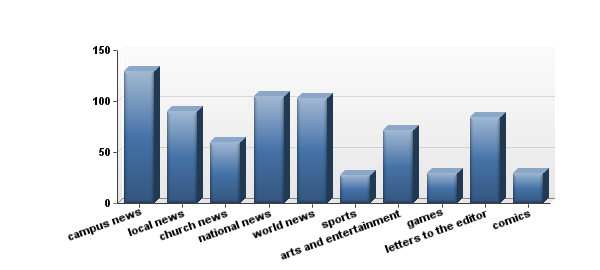 150
100
50
0
campus news
local news
church news
national news
world news
sports
arts and entertainment
games
letters to the editor
comics